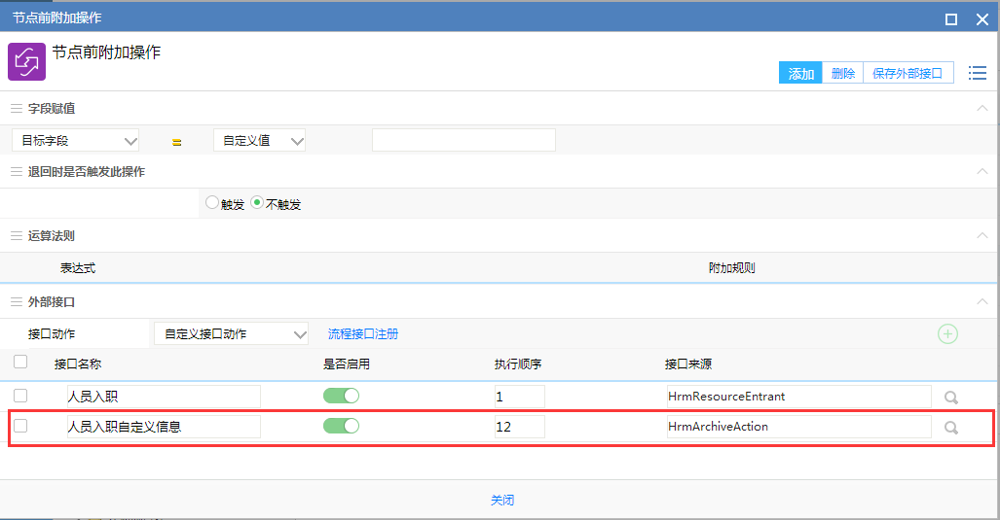 节点前附加操作
节点前附加操作
添加 删除 保存外部接口
字段赋值
目标字段 = 自定义值
退回时是否触发此操作
触发 不触发
运算法则
表达式 附加规则
外部接口
接口动作 自定义接口动作 流程接口注册
接口名称 是否启用 执行顺序 接口来源
人员入职 1 HrmResourceEntrant
人员入职自定义信息 12 HrmArchiveAction
关闭